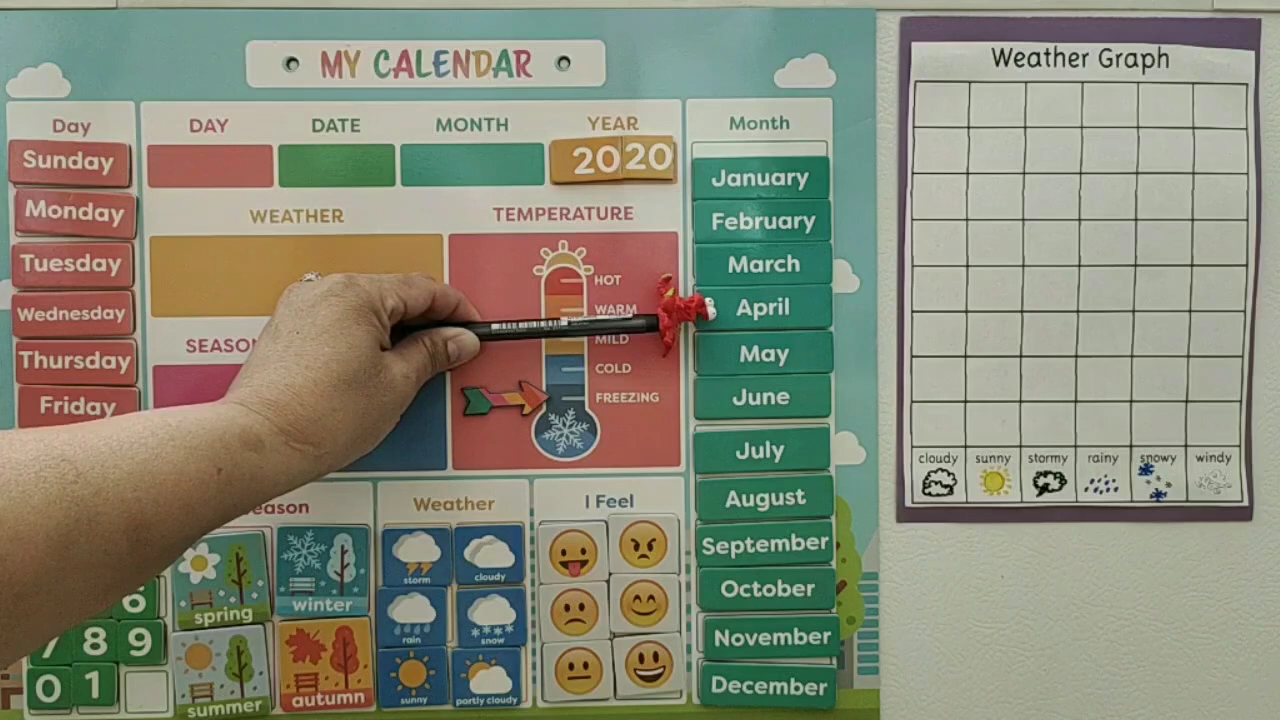 MY CALENDAR
Day
Sunday
Monday
Tuesday
Wednesday
Thursday
Friday
DAY
DATE
MONTH
YEAR
2020
WEATHER
TEMPERATURE
HOT
WARM
MILD
COLD
FREEZING
Month
January
February
March
April
May
June
July
August
September
October
November
December
6
8 9
0 1
spring
winter
summer
autumn
Weather
storm
cloudy
rain
snow
sunny
partly cloudy
I Feel
Weather Graph
cloudy sunny stormy rainy snowy windy